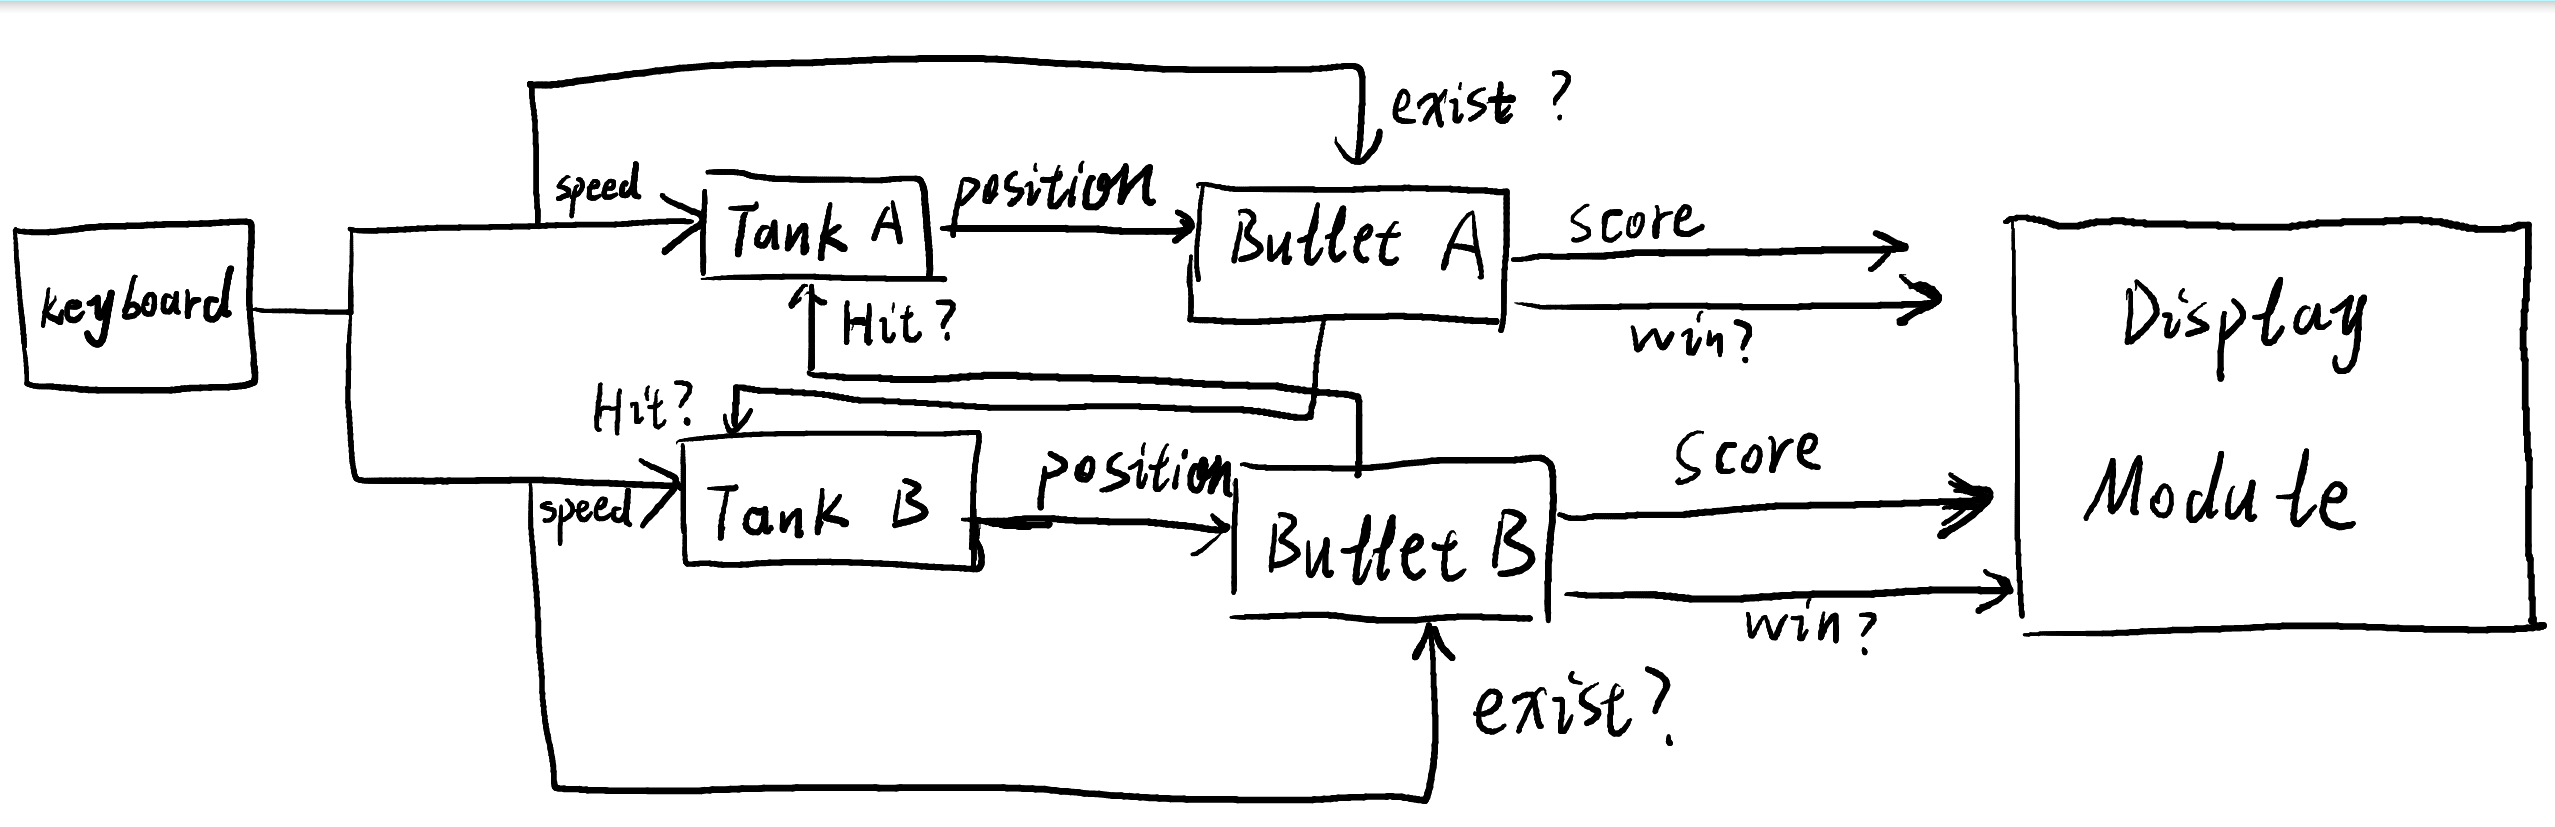 exist ?
speed
position
Tank A
Bullet A
score
keyboard
Hit?
win?
Display
Module
Hit?
speed
Tank B
position
Bullet B
score
win?
exist?